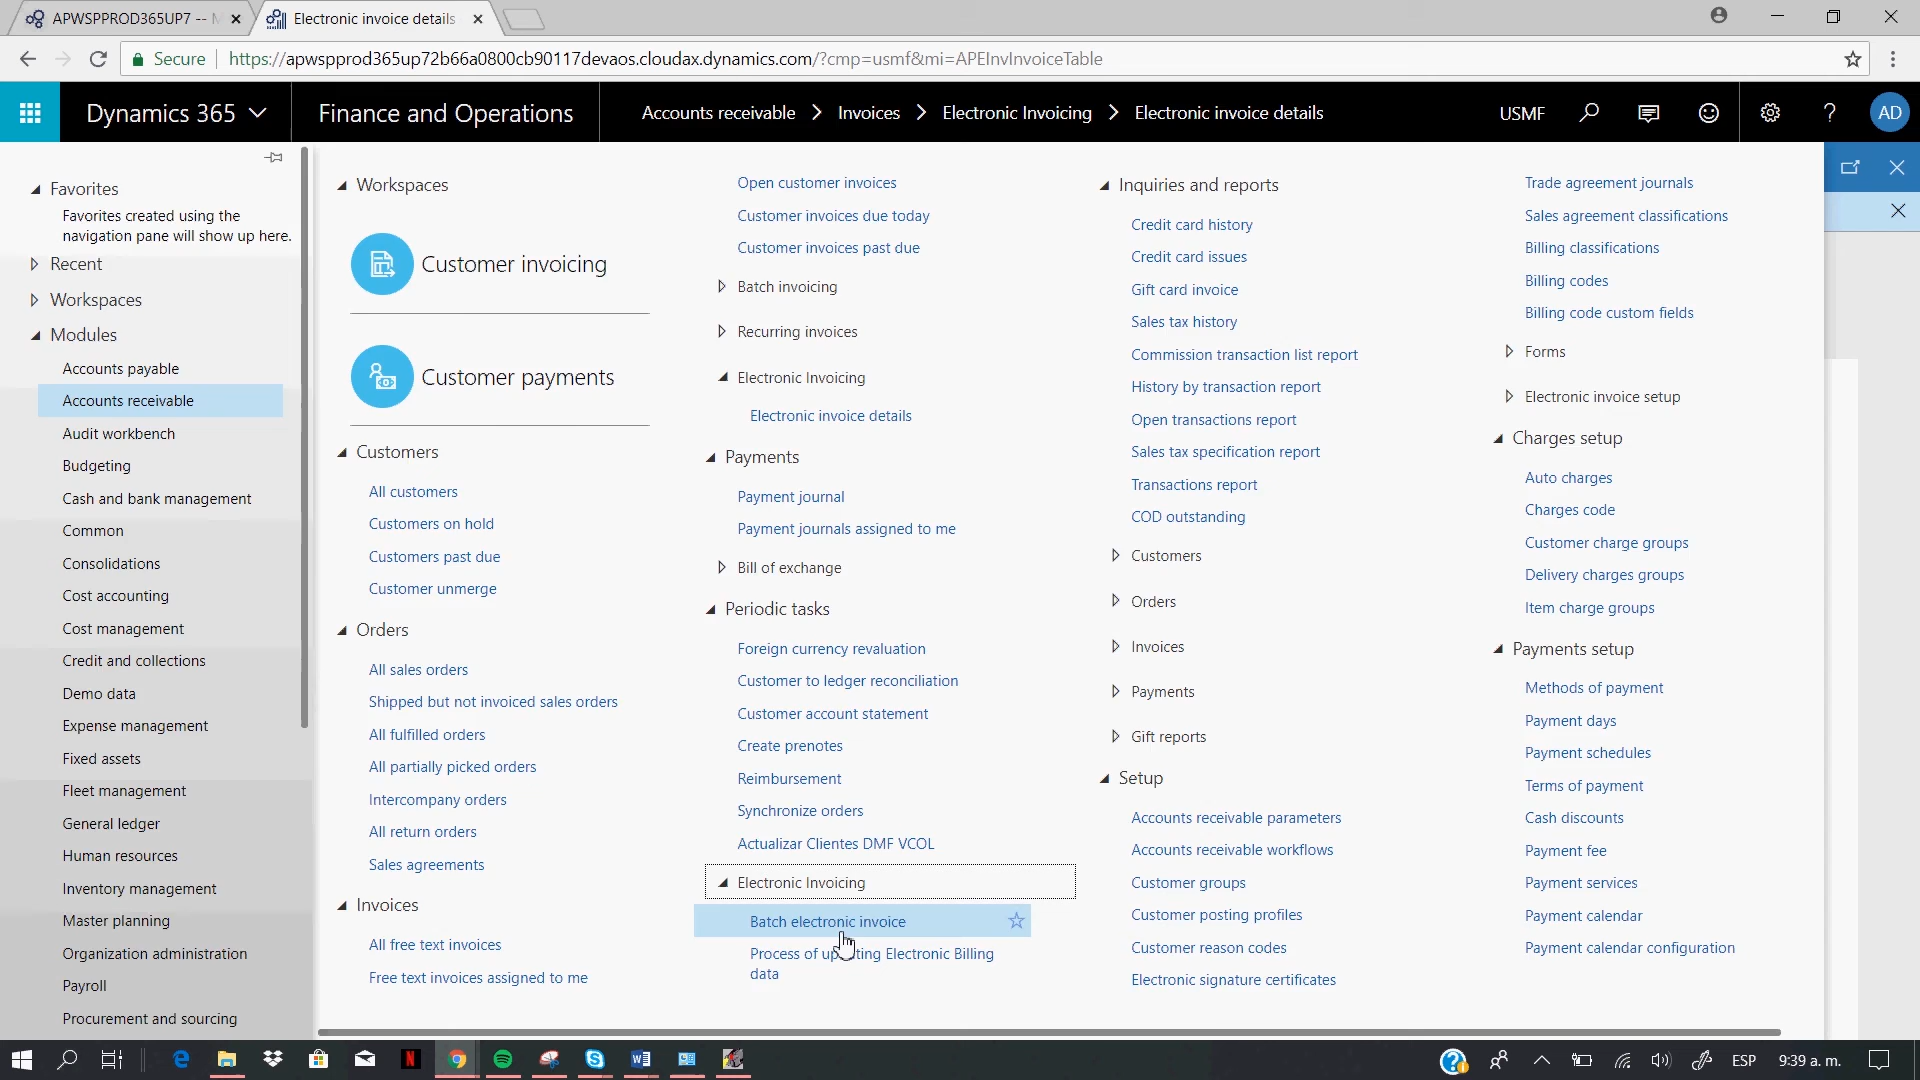 APWSPPROD365UP7 --
Electronic invoice details
Secure
https://apwspprod365up72b66a0800cb90117devaos.cloudax.dynamics.com/?cmp=usmf&mi=APEInvInvoiceTable
Dynamics 365
Finance and Operations
Accounts receivable
Invoices
Electronic Invoicing
Electronic invoice details
USMF
?
AD
Favorites
Favorites created using the
navigation pane will show up here.
Recent
Workspaces
Modules
Accounts payable
Accounts receivable
Audit workbench
Budgeting
Cash and bank management
Common
Consolidations
Cost accounting
Cost management
Credit and collections
Demo data
Expense management
Fixed assets
Fleet management
General ledger
Human resources
Inventory management
Master planning
Organization administration
Payroll
Procurement and sourcing
Workspaces
Customer invoicing
Customer payments
Customers
All customers
Customers on hold
Customers past due
Customer unmerge
Orders
All sales orders
Shipped but not invoiced sales orders
All fulfilled orders
All partially picked orders
Intercompany orders
All return orders
Sales agreements
Invoices
All free text invoices
Free text invoices assigned to me
Open customer invoices
Customer invoices due today
Customer invoices past due
Batch invoicing
Recurring invoices
Electronic Invoicing
Electronic invoice details
Payments
Payment journal
Payment journals assigned to me
Bill of exchange
Periodic tasks
Foreign currency revaluation
Customer to ledger reconciliation
Customer account statement
Create prenotes
Reimbursement
Synchronize orders
Actualizar Clientes DMF VCOL
Electronic Invoicing
Batch electronic invoice
Process of updating Electronic Billing
data
Inquiries and reports
Credit card history
Credit card issues
Gift card invoice
Sales tax history
Commission transaction list report
History by transaction report
Open transactions report
Sales tax specification report
Transactions report
COD outstanding
Customers
Orders
Invoices
Payments
Gift reports
Setup
Accounts receivable parameters
Accounts receivable workflows
Customer groups
Customer posting profiles
Customer reason codes
Electronic signature certificates
Trade agreement journals
Sales agreement classifications
Billing classifications
Billing codes
Billing code custom fields
Forms
Electronic invoice setup
Charges setup
Auto charges
Charges code
Customer charge groups
Delivery charges groups
Item charge groups
Payments setup
Methods of payment
Payment days
Payment schedules
Terms of payment
Cash discounts
Payment fee
Payment services
Payment calendar
Payment calendar configuration
ESP
9:39 a. m.